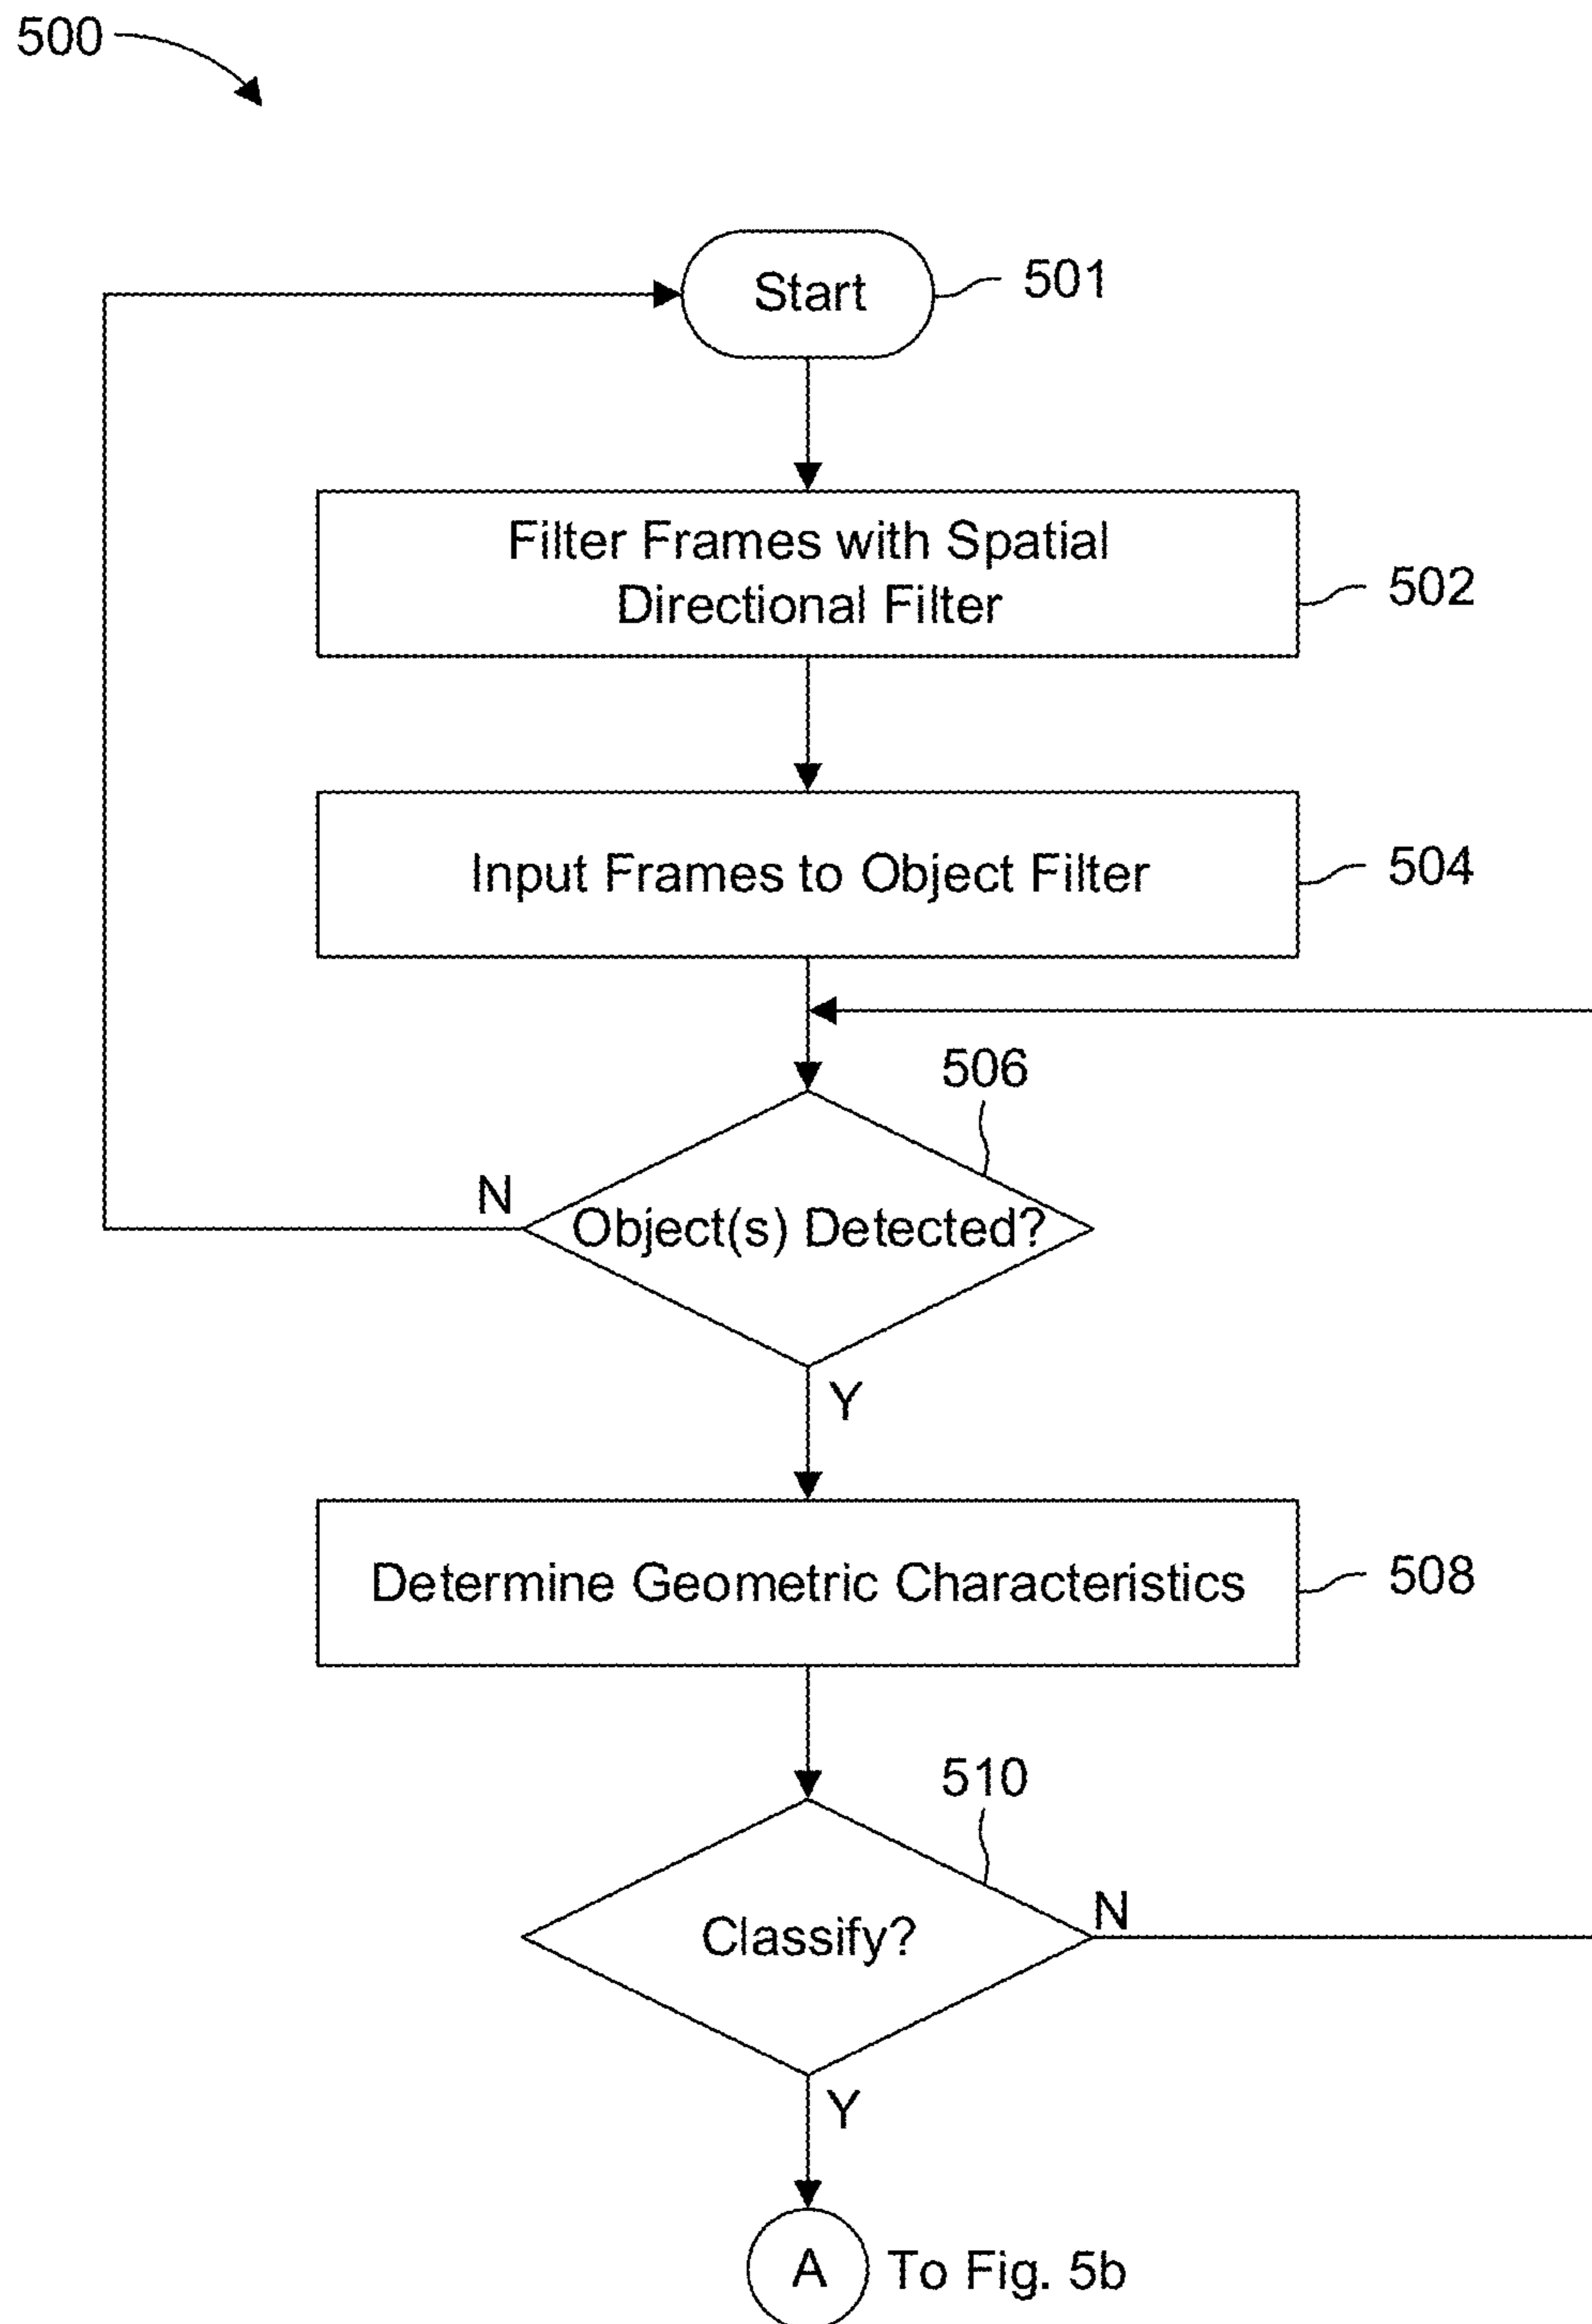 500
Start
501
Filter Frames with Spatial
Directional Filter
502
Input Frames to Object Filter
504
506
N
Object(s) Detected?
Y
Determine Geometric Characteristics
508
510
N
Classify?
Y
A
To Fig. 5b